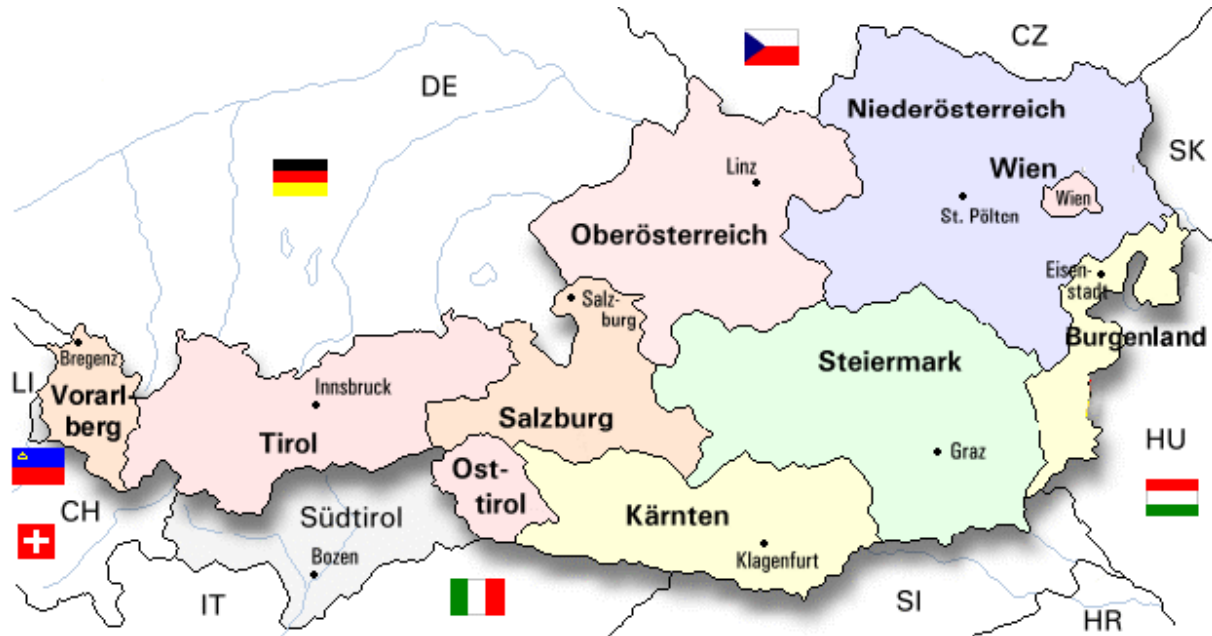 CZ
DE
Niederösterreich
SK
Linz
Wien
Wien
St. Pölten
Oberösterreich
Eisen-
stadt
Salz-
burg
Burgenland
Bregenz
Steiermark
LI
Vorarl-
berg
Innsbruck
Salzburg
Tirol
HU
Graz
Ost-
tirol
CH
Südtirol
Kärnten
Bozen
Klagenfurt
IT
SI
HR